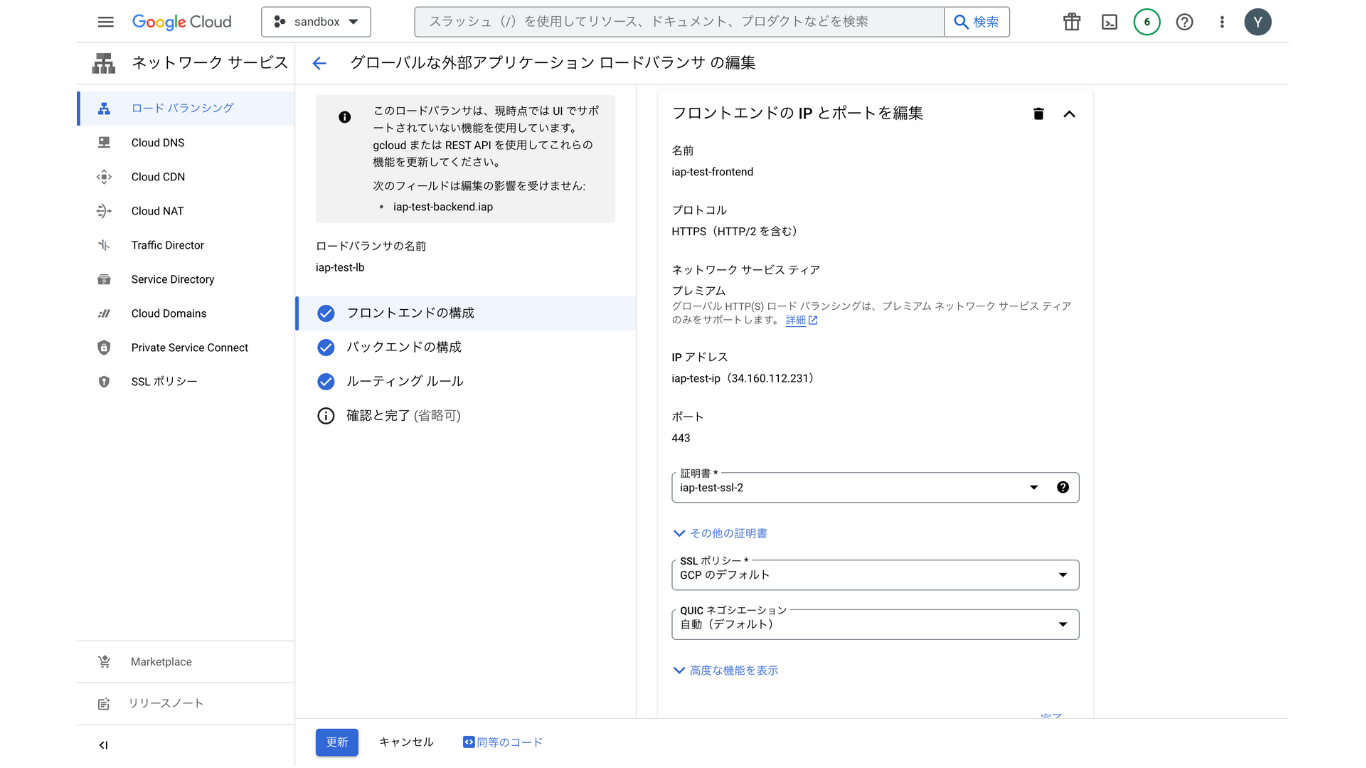 Google Cloud
sandbox
スラッシュ（/）を使用してリソース、ドキュメント、プロダクトなどを検索
検索
6
Y
ネットワーク サービス
グローバルな外部アプリケーション ロードバランサ の編集
ロード バランシング
Cloud DNS
Cloud CDN
Cloud NAT
Traffic Director
Service Directory
Cloud Domains
Private Service Connect
SSL ポリシー
Marketplace
リリースノート
このロードバランサは、現時点では UI でサポ
ートされていない機能を使用しています。
gcloud または REST API を使用してこれらの
機能を更新してください。
次のフィールドは編集の影響を受けません:
• iap-test-backend.iap
ロードバランサの名前
iap-test-lb
フロントエンドの構成
バックエンドの構成
ルーティング ルール
確認と完了 (省略可)
フロントエンドの IP とポートを編集
名前
iap-test-frontend
プロトコル
HTTPS（HTTP/2 を含む）
ネットワーク サービス ティア
プレミアム
グローバル HTTP(S) ロード バランシングは、プレミアム ネットワーク サービス ティア
のみをサポートします。 詳細
IP アドレス
iap-test-ip（34.160.112.231）
ポート
443
証明書 *
iap-test-ssl-2
その他の証明書
SSL ポリシー *
GCP のデフォルト
QUIC ネゴシエーション
自動（デフォルト）
高度な機能を表示
更新
キャンセル
同等のコード